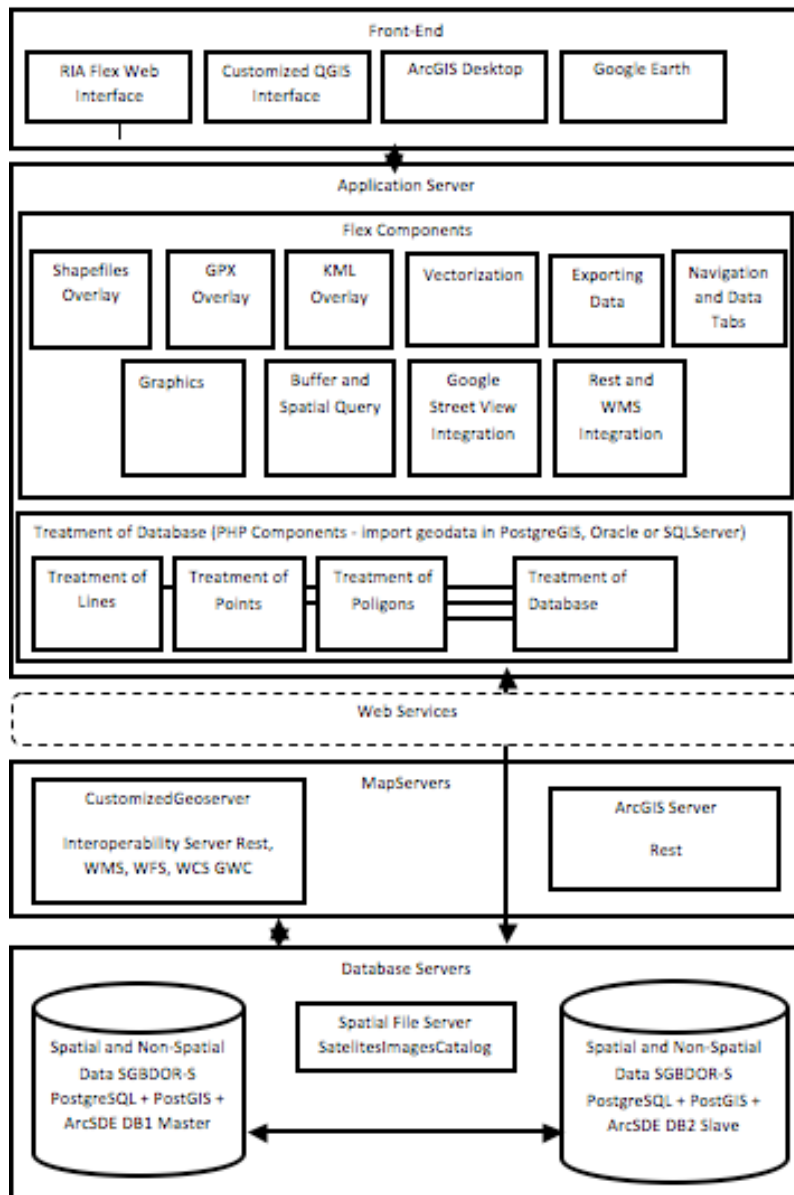 Front-End
RIA Flex Web
Interface
Customized QGIS
Interface
ArcGIS Desktop
Google Earth
Application Server
Flex Components
Shapefiles
Overlay
GPX
Overlay
KML
Overlay
Vectorization
Exporting
Data
Navigation
and Data
Tabs
Graphics
Buffer and
Spatial Query
Google
Street View
Integration
Rest and
WMS
Integration
Treatment of Database (PHP Components - import geodata in PostgreGIS, Oracle or SQLServer)
Treatment of
Lines
Treatment of
Points
Treatment of
Poligons
Treatment of
Database
Web Services
MapServers
CustomizedGeoserver
Interoperability Server Rest,
WMS, WFS, WCS GWC
ArcGIS Server
Rest
Database Servers
Spatial and Non-Spatial
Data SGBDOR-S
PostgreSQL + PostGIS +
ArcSDE DB1 Master
Spatial File Server
SatelitesImagesCatalog
Spatial and Non-Spatial
Data SGBDOR-S
PostgreSQL + PostGIS +
ArcSDE DB2 Slave